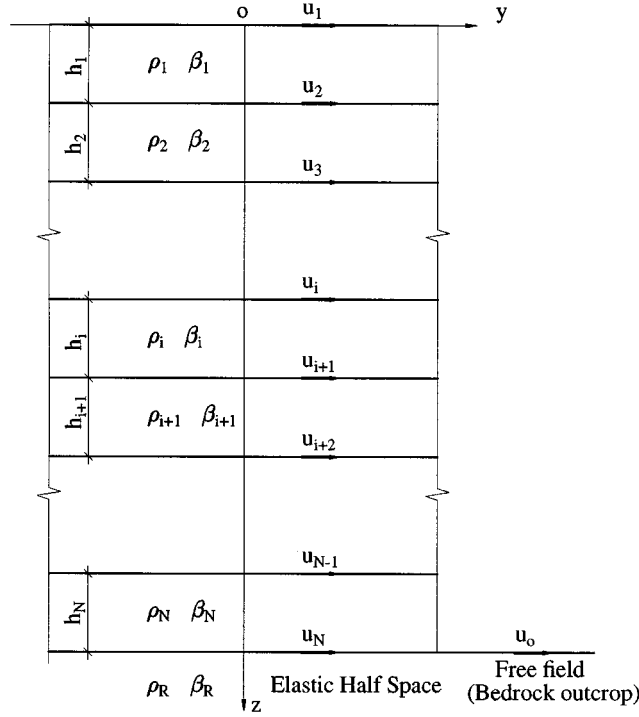 o u₁ y
h₁ ρ₁ β₁
u₂
h₂ ρ₂ β₂
u₃
uᵢ
hᵢ ρᵢ βᵢ
uᵢ₊₁
hᵢ₊₁ ρᵢ₊₁ βᵢ₊₁
uᵢ₊₂
u_N-1
h_N ρ_N β_N
u_N u₀
ρ_R β_R z Elastic Half Space Free field
(Bedrock outcrop)